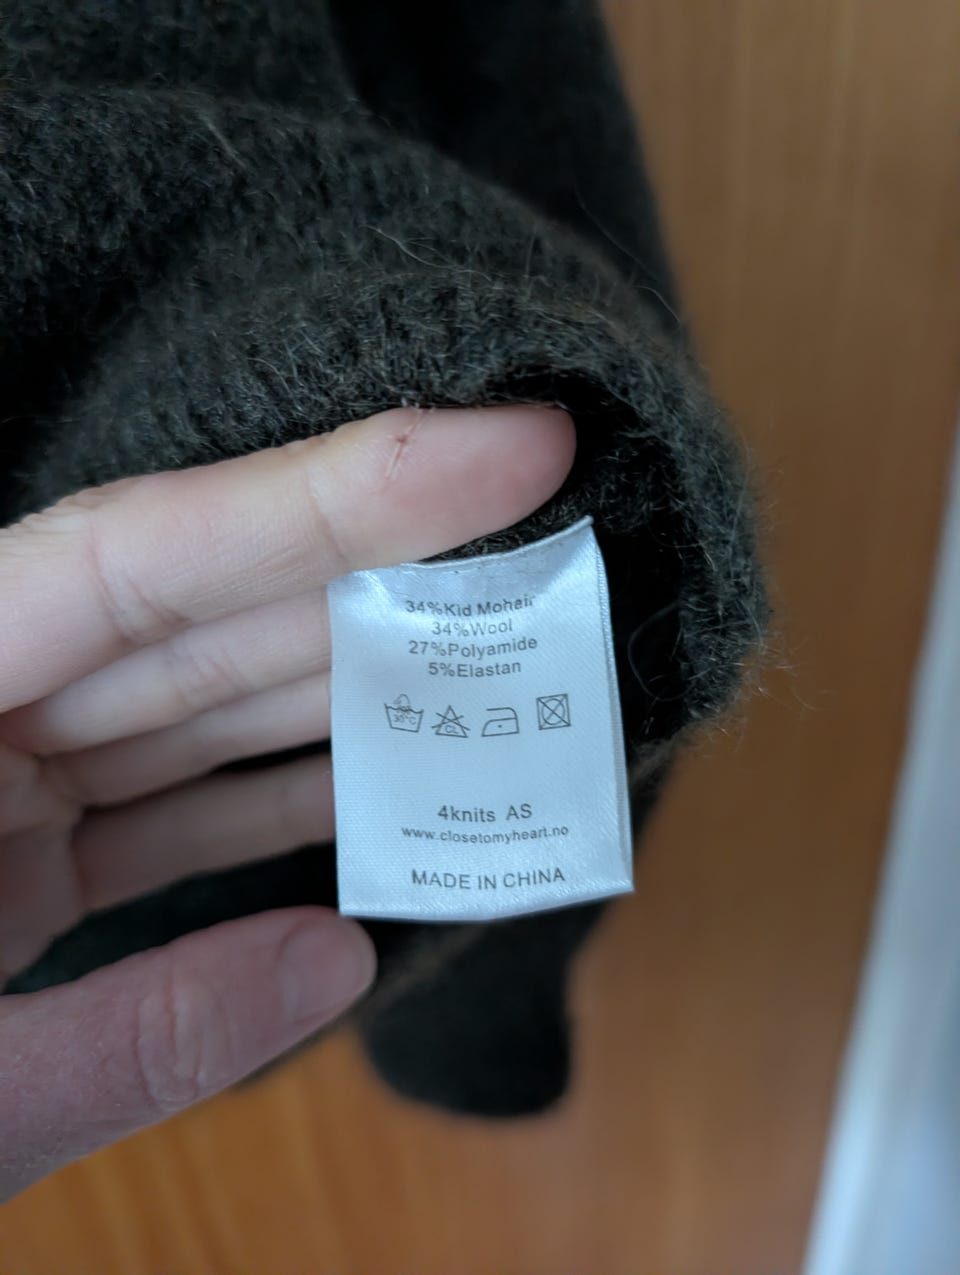 34%Kid Mohair
34%Wool
27%Polyamide
5%Elastan
30°C CL
4knits AS
www.closetomyheart.no
MADE IN CHINA